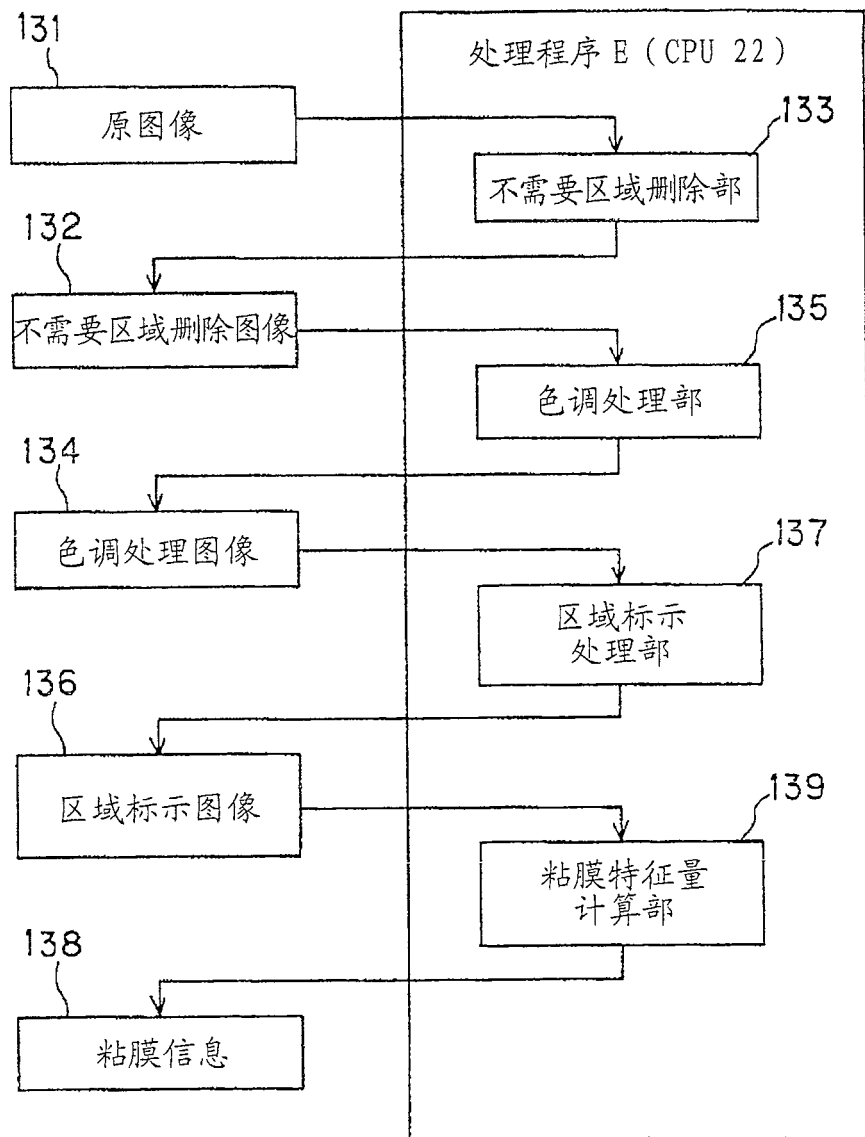 131
处理程序 E（CPU 22）
原图像
133
不需要区域删除部
132
不需要区域删除图像
135
色调处理部
134
色调处理图像
137
区域标示
处理部
136
区域标示图像
139
粘膜特征量
计算部
138
粘膜信息